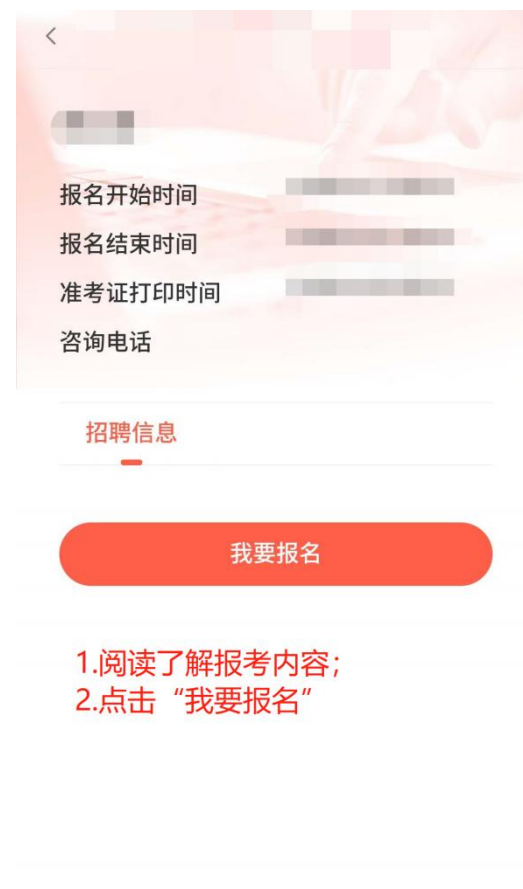 报名开始时间
报名结束时间
准考证打印时间
咨询电话
招聘信息
我要报名
1.阅读了解报考内容；
2.点击“我要报名”